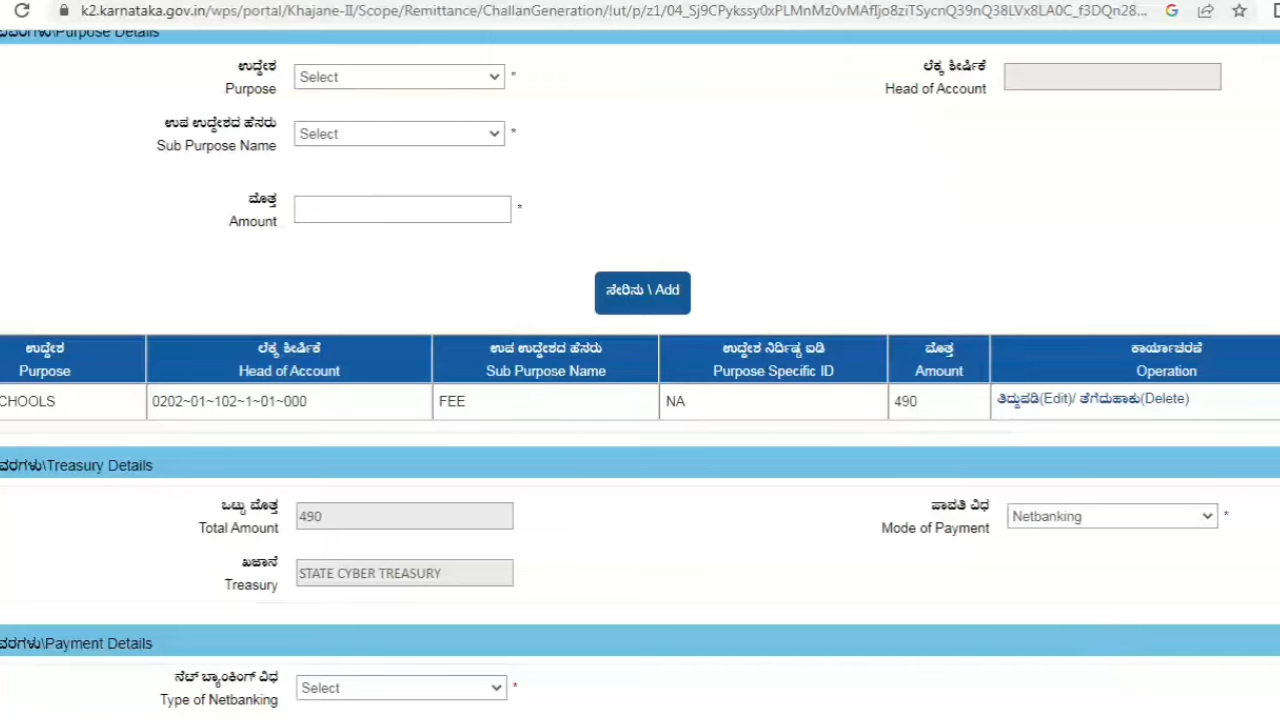 k2.karnataka.gov.in/wps/portal/Khajane-II/Scope/Remittance/ChallanGeneration/!ut/p/z1/04_Sj9CPykssy0xPLMnMz0vMAfIjo8ziTSycnQ39nQ38LVx8LA0C_f3DQn28...
\Purpose Details
ಉದ್ದೇಶ
Purpose
Select
*
ಲೆಕ್ಕ ಶೀರ್ಷಿಕೆ
Head of Account
ಉಪ ಉದ್ದೇಶದ ಹೆಸರು
Sub Purpose Name
Select
*
ಮೊತ್ತ
Amount
*
ಸೇರಿಸು \ Add
ಉದ್ದೇಶ ಲೆಕ್ಕ ಶೀರ್ಷಿಕೆ ಉಪ ಉದ್ದೇಶದ ಹೆಸರು ಉದ್ದೇಶ ನಿರ್ದಿಷ್ಟ ಐಡಿ ಮೊತ್ತ ಕಾರ್ಯಾಚರಣೆ
Purpose Head of Account Sub Purpose Name Purpose Specific ID Amount Operation
CHOOLS 0202~01~102~1~01~000 FEE NA 490 ತಿದ್ದುಪಡಿ(Edit)/ ತೆಗೆದುಹಾಕು(Delete)
ವರಗಳು\Treasury Details
ಒಟ್ಟು ಮೊತ್ತ
Total Amount
490
ಪಾವತಿ ವಿಧ
Mode of Payment
Netbanking
*
ಖಜಾನೆ
Treasury
STATE CYBER TREASURY
ವರಗಳು\Payment Details
ನೆಟ್ ಬ್ಯಾಂಕಿಂಗ್ ವಿಧ
Type of Netbanking
Select
*